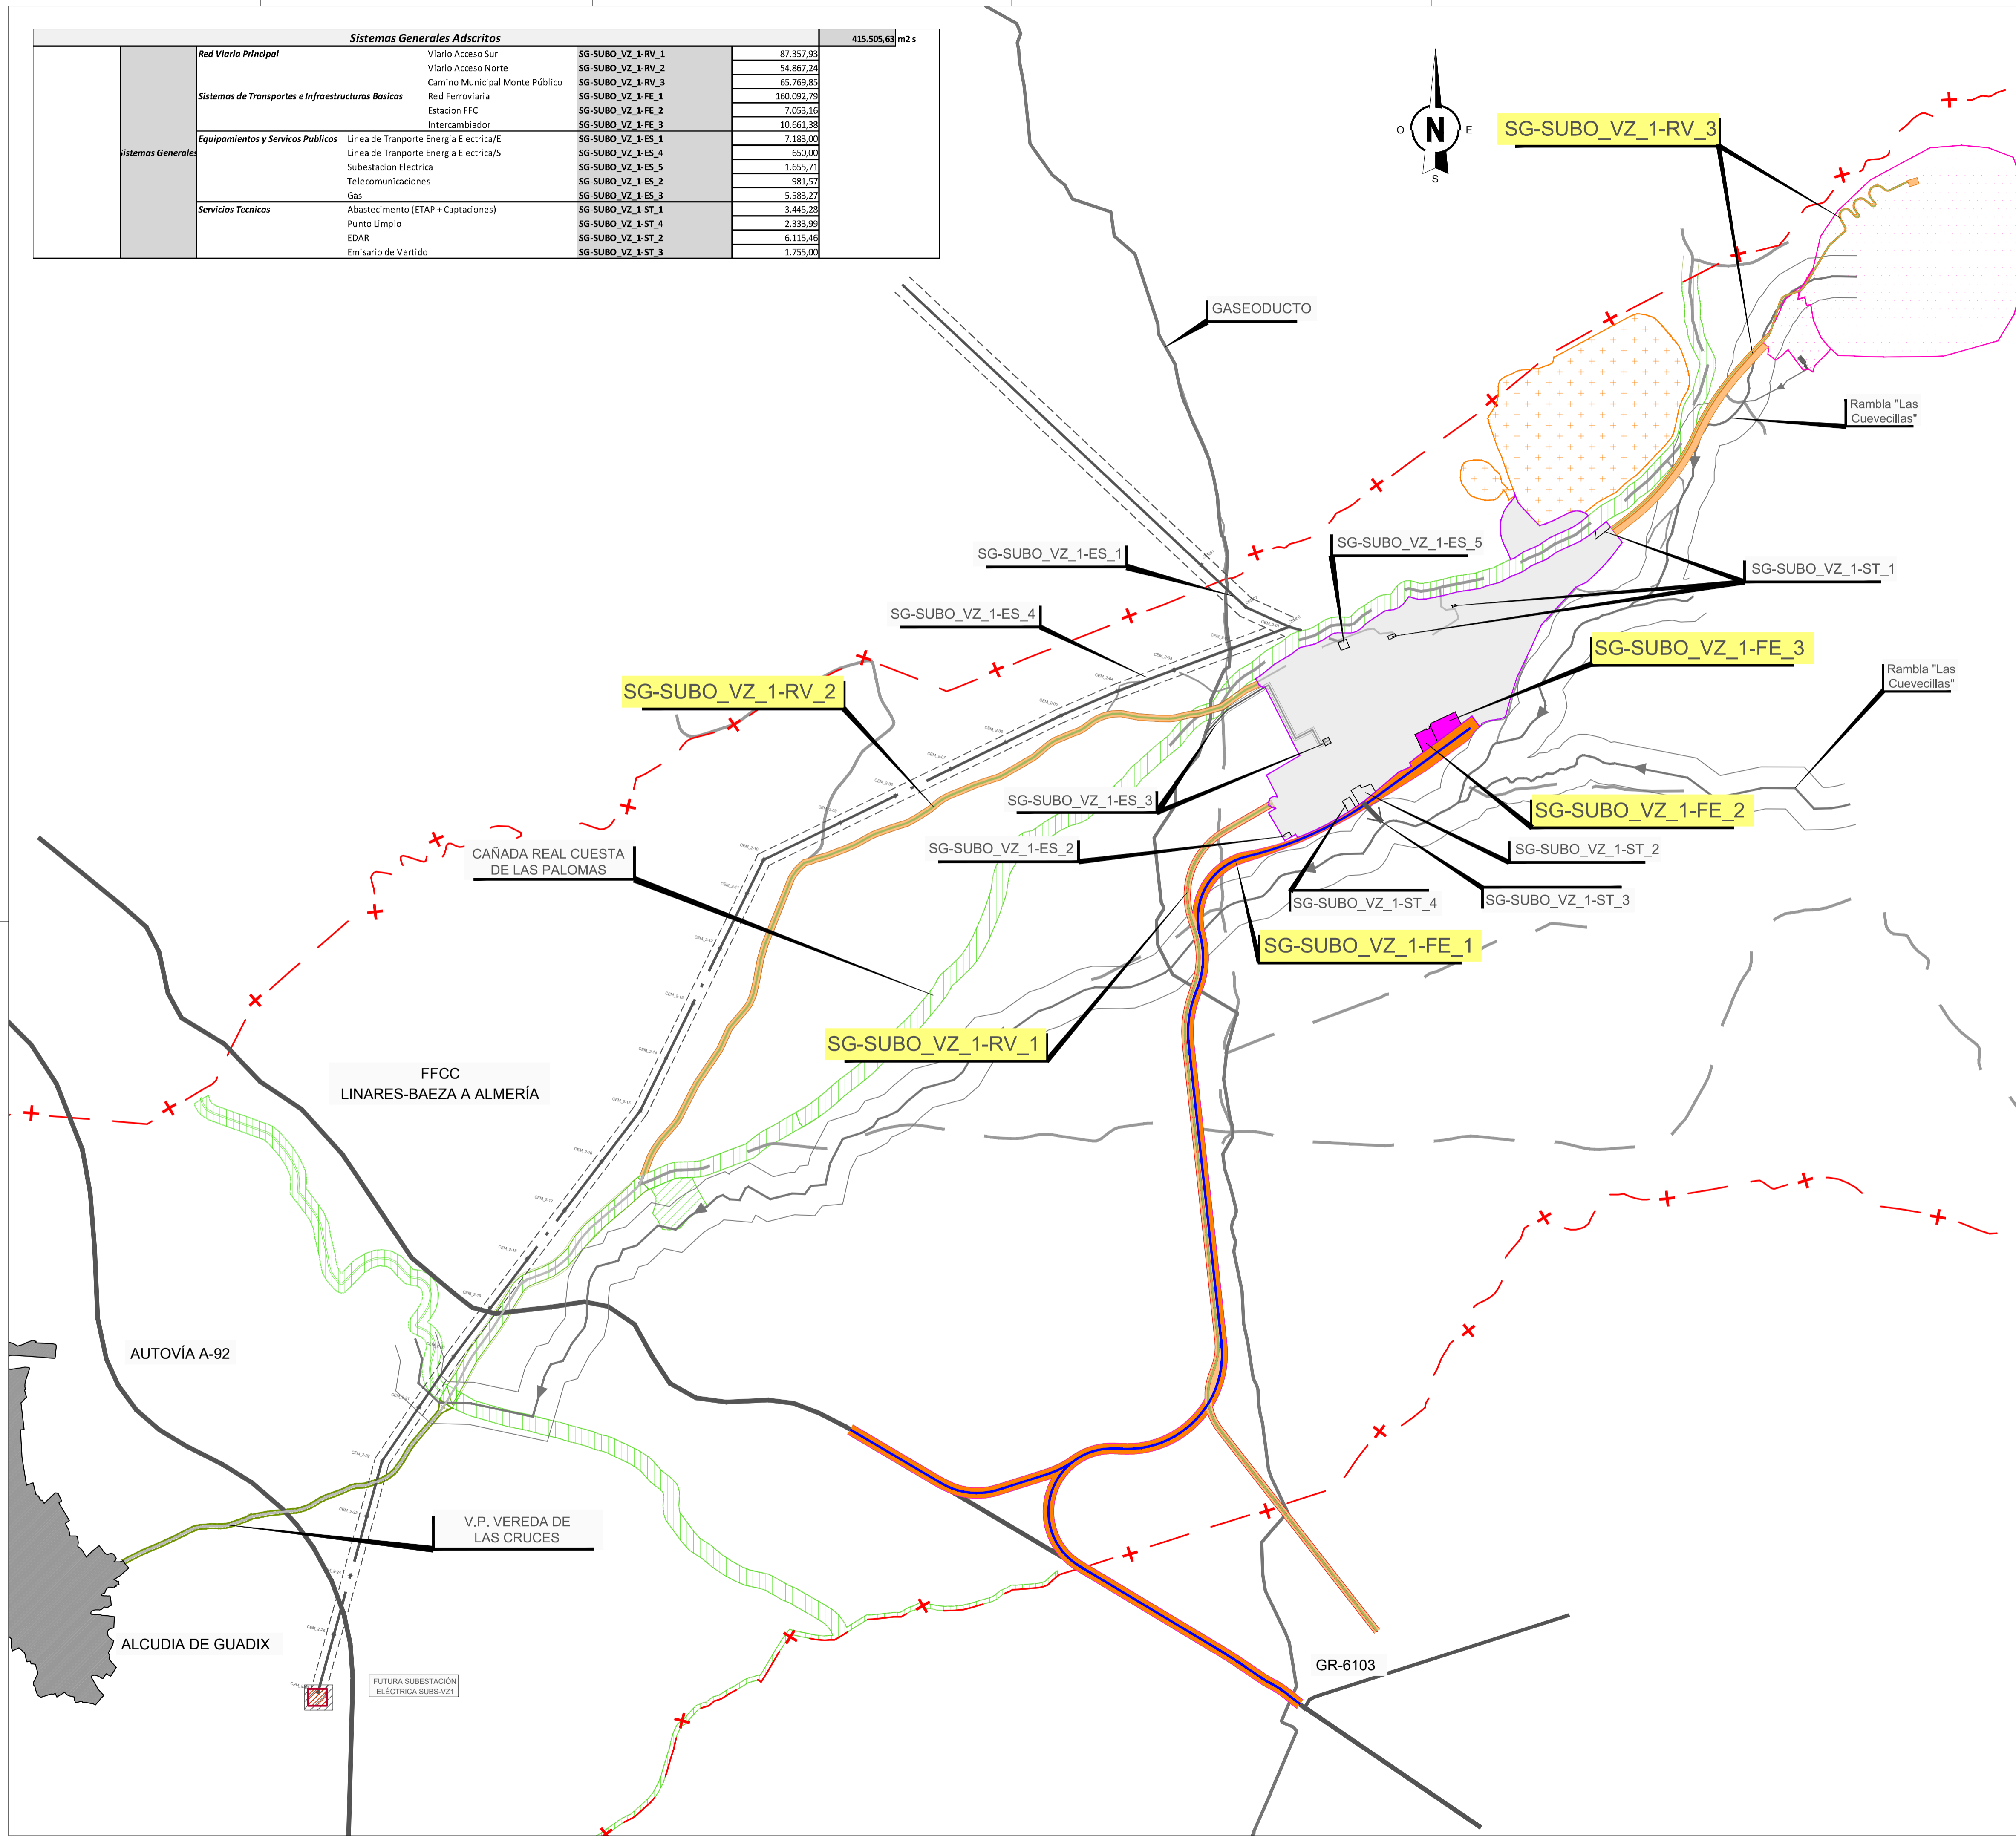 Sistemas Generales Adscritos 415.505,63 m2 s
Red Viaria Principal Viario Acceso Sur SG-SUBO_VZ_1-RV_1 87.357,93
Viario Acceso Norte SG-SUBO_VZ_1-RV_2 54.867,24
Camino Municipal Monte Público SG-SUBO_VZ_1-RV_3 65.769,85
Sistemas de Transportes e Infraestructuras Basicas Red Ferroviaria SG-SUBO_VZ_1-FE_1 160.092,79
Estacion FFC SG-SUBO_VZ_1-FE_2 7.053,16
Intercambiador SG-SUBO_VZ_1-FE_3 10.661,38
Equipamientos y Servicos Publicos Linea de Tranporte Energia Electrica/E SG-SUBO_VZ_1-ES_1 7.183,00
Sistemas Generales Linea de Tranporte Energia Electrica/S SG-SUBO_VZ_1-ES_4 650,00
Subestacion Electrica SG-SUBO_VZ_1-ES_5 1.655,71
Telecomunicaciones SG-SUBO_VZ_1-ES_2 981,57
Gas SG-SUBO_VZ_1-ES_3 5.583,27
Servicios Tecnicos Abastecimento (ETAP + Captaciones) SG-SUBO_VZ_1-ST_1 3.445,28
Punto Limpio SG-SUBO_VZ_1-ST_4 2.333,99
EDAR SG-SUBO_VZ_1-ST_2 6.115,46
Emisario de Vertido SG-SUBO_VZ_1-ST_3 1.755,00
O N E
S
SG-SUBO_VZ_1-RV_3
GASEODUCTO
Rambla "Las
Cuevecillas"
SG-SUBO_VZ_1-ES_1
SG-SUBO_VZ_1-ES_5
SG-SUBO_VZ_1-ST_1
SG-SUBO_VZ_1-ES_4
SG-SUBO_VZ_1-FE_3
Rambla "Las
Cuevecillas"
SG-SUBO_VZ_1-RV_2
SG-SUBO_VZ_1-ES_3
SG-SUBO_VZ_1-FE_2
SG-SUBO_VZ_1-ES_2
SG-SUBO_VZ_1-ST_2
CAÑADA REAL CUESTA
DE LAS PALOMAS
SG-SUBO_VZ_1-ST_4
SG-SUBO_VZ_1-ST_3
SG-SUBO_VZ_1-FE_1
SG-SUBO_VZ_1-RV_1
FFCC
LINARES-BAEZA A ALMERÍA
AUTOVÍA A-92
V.P. VEREDA DE
LAS CRUCES
ALCUDIA DE GUADIX
GR-6103
FUTURA SUBESTACIÓN
ELÉCTRICA SUBS-VZ1